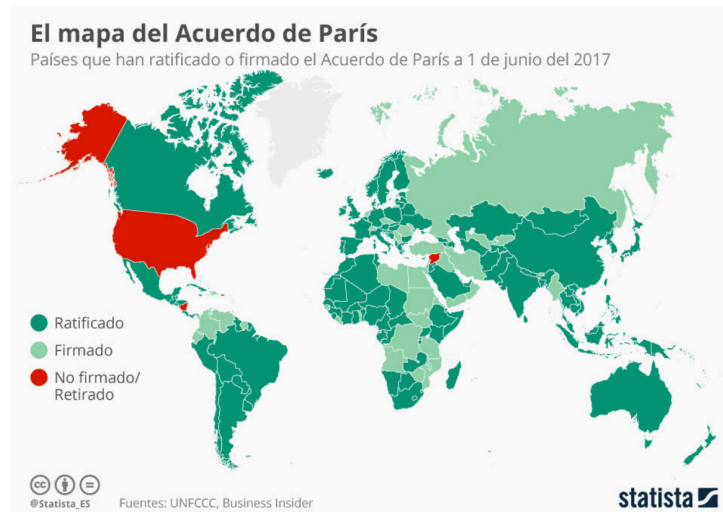 El mapa del Acuerdo de París
Países que han ratificado o firmado el Acuerdo de París a 1 de junio del 2017
Ratificado
Firmado
No firmado/
Retirado
cc
@Statista_ES
Fuentes: UNFCCC, Business Insider
statista